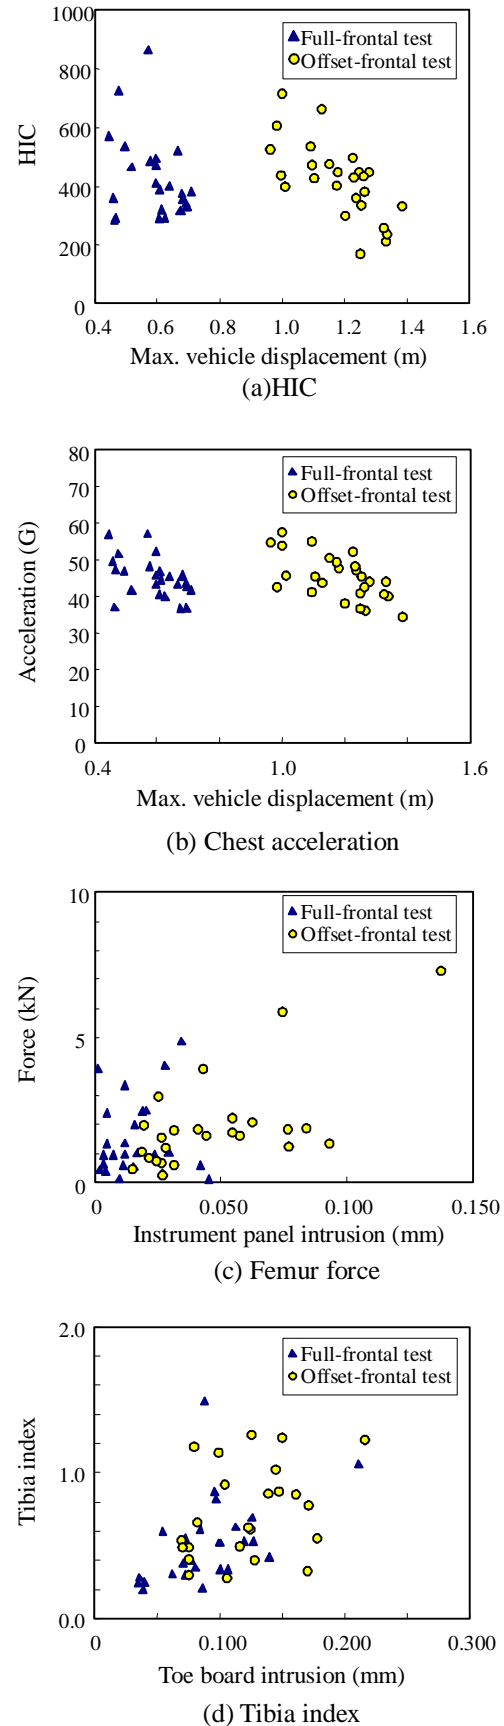 1000
Full-frontal test
Offset-frontal test
800
600
HIC
400
200
0
0.4 0.6 0.8 1.0 1.2 1.4 1.6
Max. vehicle displacement (m)
(a)HIC
80
Full-frontal test
Offset-frontal test
70
60
50
Acceleration (G)
40
30
20
10
0
0.4 1.0 1.6
Max. vehicle displacement (m)
(b) Chest acceleration
10
Full-frontal test
Offset-frontal test
Force (kN)
5
0
0 0.050 0.100 0.150
Instrument panel intrusion (mm)
(c) Femur force
2.0
Full-frontal test
Offset-frontal test
Tibia index
1.0
0.0
0 0.100 0.200 0.300
Toe board intrusion (mm)
(d) Tibia index